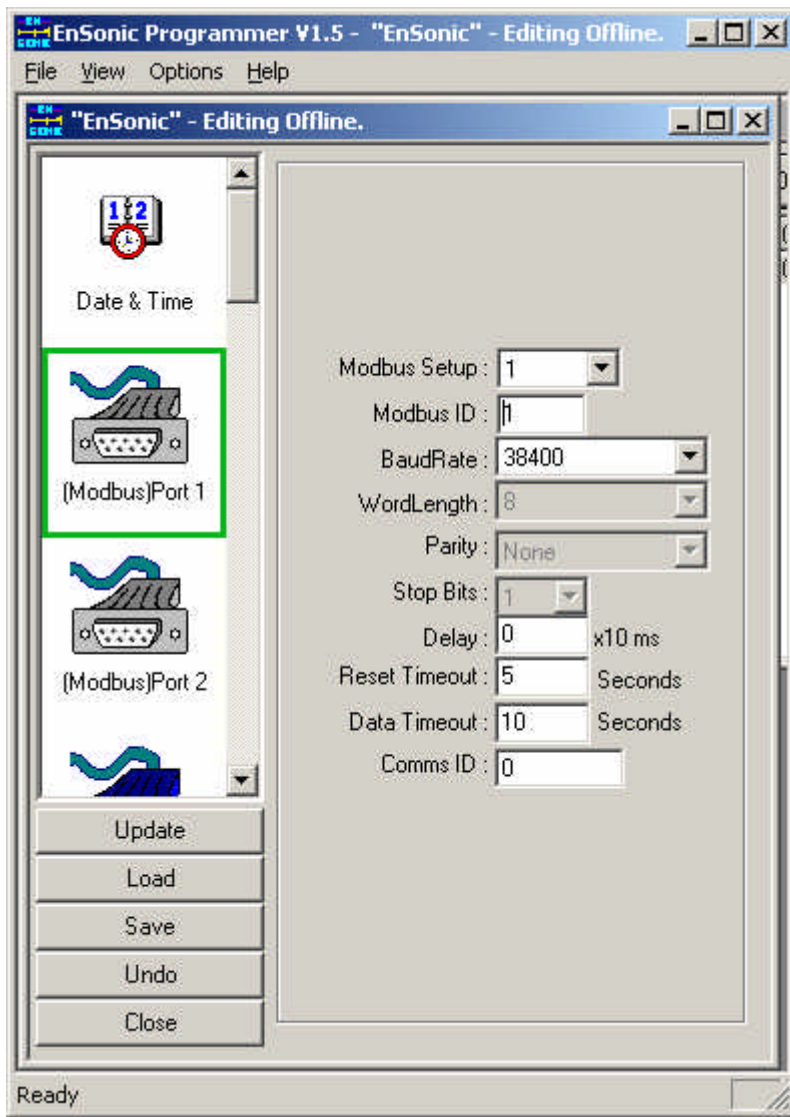 EnSonic Programmer V1.5 - "EnSonic" - Editing Offline.
File View Options Help
"EnSonic" - Editing Offline.
1 2
Date & Time
(Modbus)Port 1
(Modbus)Port 2
Modbus Setup : 1
Modbus ID : 1
BaudRate : 38400
WordLength : 8
Parity : None
Stop Bits : 1
Delay : 0 x10 ms
Reset Timeout : 5 Seconds
Data Timeout : 10 Seconds
Comms ID : 0
Update
Load
Save
Undo
Close
Ready